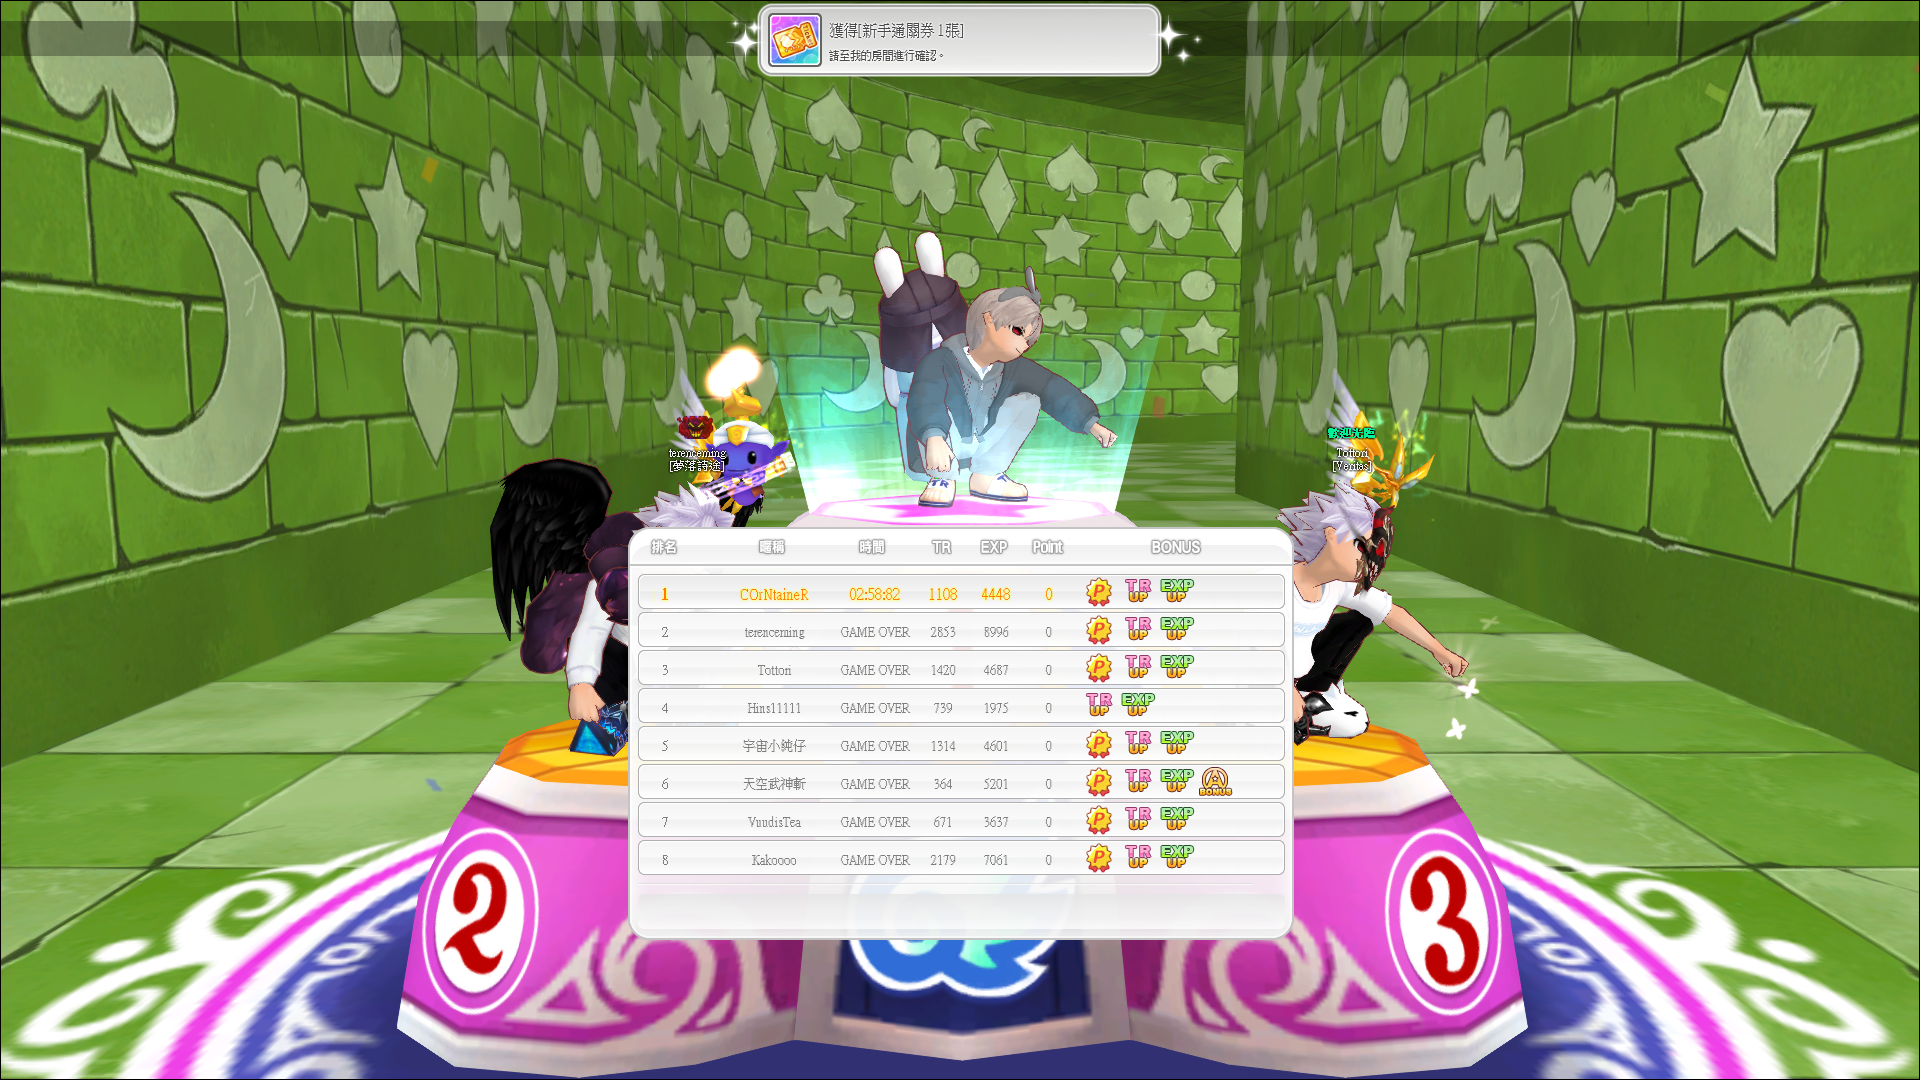 獲得[新手通關券 1張]
請至我的房間進行確認。
terenceming
[夢落詩途]
歡迎光臨
Tottori
[Veritas]
排名 暱稱 時間 TR EXP Point BONUS
1 COrNtaineR 02:58:82 1108 4448 0 P TR UP EXP UP
2 terenceming GAME OVER 2853 8996 0 P TR UP EXP UP
3 Tottori GAME OVER 1420 4687 0 P TR UP EXP UP
4 Hins11111 GAME OVER 739 1975 0 TR UP EXP UP
5 宇宙小純仔 GAME OVER 1314 4601 0 P TR UP EXP UP
6 天空武神斬 GAME OVER 364 5201 0 P TR UP EXP UP A BONUS
7 VuudisTea GAME OVER 671 3637 0 P TR UP EXP UP
8 Kakoooo GAME OVER 2179 7061 0 P TR UP EXP UP
2
3